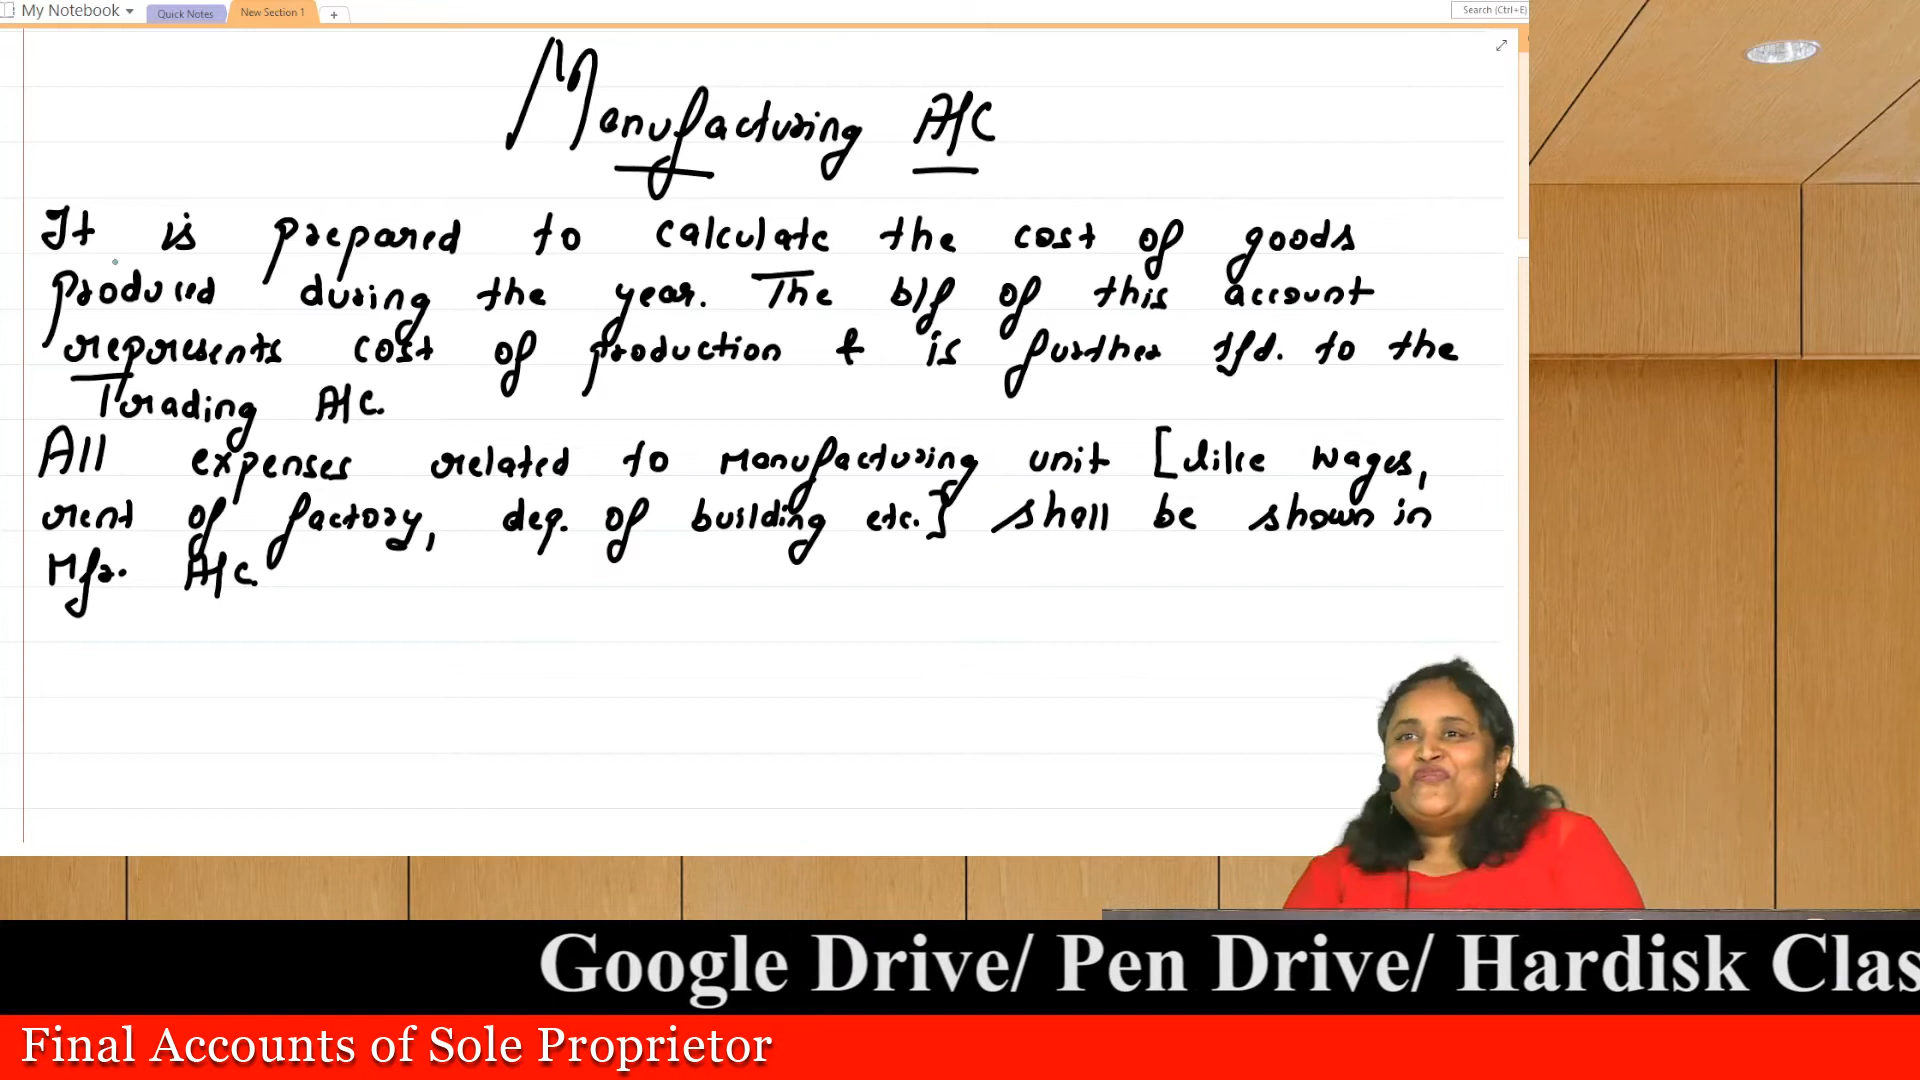 My Notebook
Quick Notes
New Section 1
+
Search (Ctrl+E)
Manufacturing A/C
It is prepared to calculate the cost of goods
produced during the year. The b/f of this account
represents cost of production & is further tfd. to the
Trading A/C.
All expenses related to Manufacturing unit [like wages,
rent of factory, dep. of building etc.] shall be shown in
Mfr. A/C.
Google Drive/ Pen Drive/ Hardisk Clas
Final Accounts of Sole Proprietor